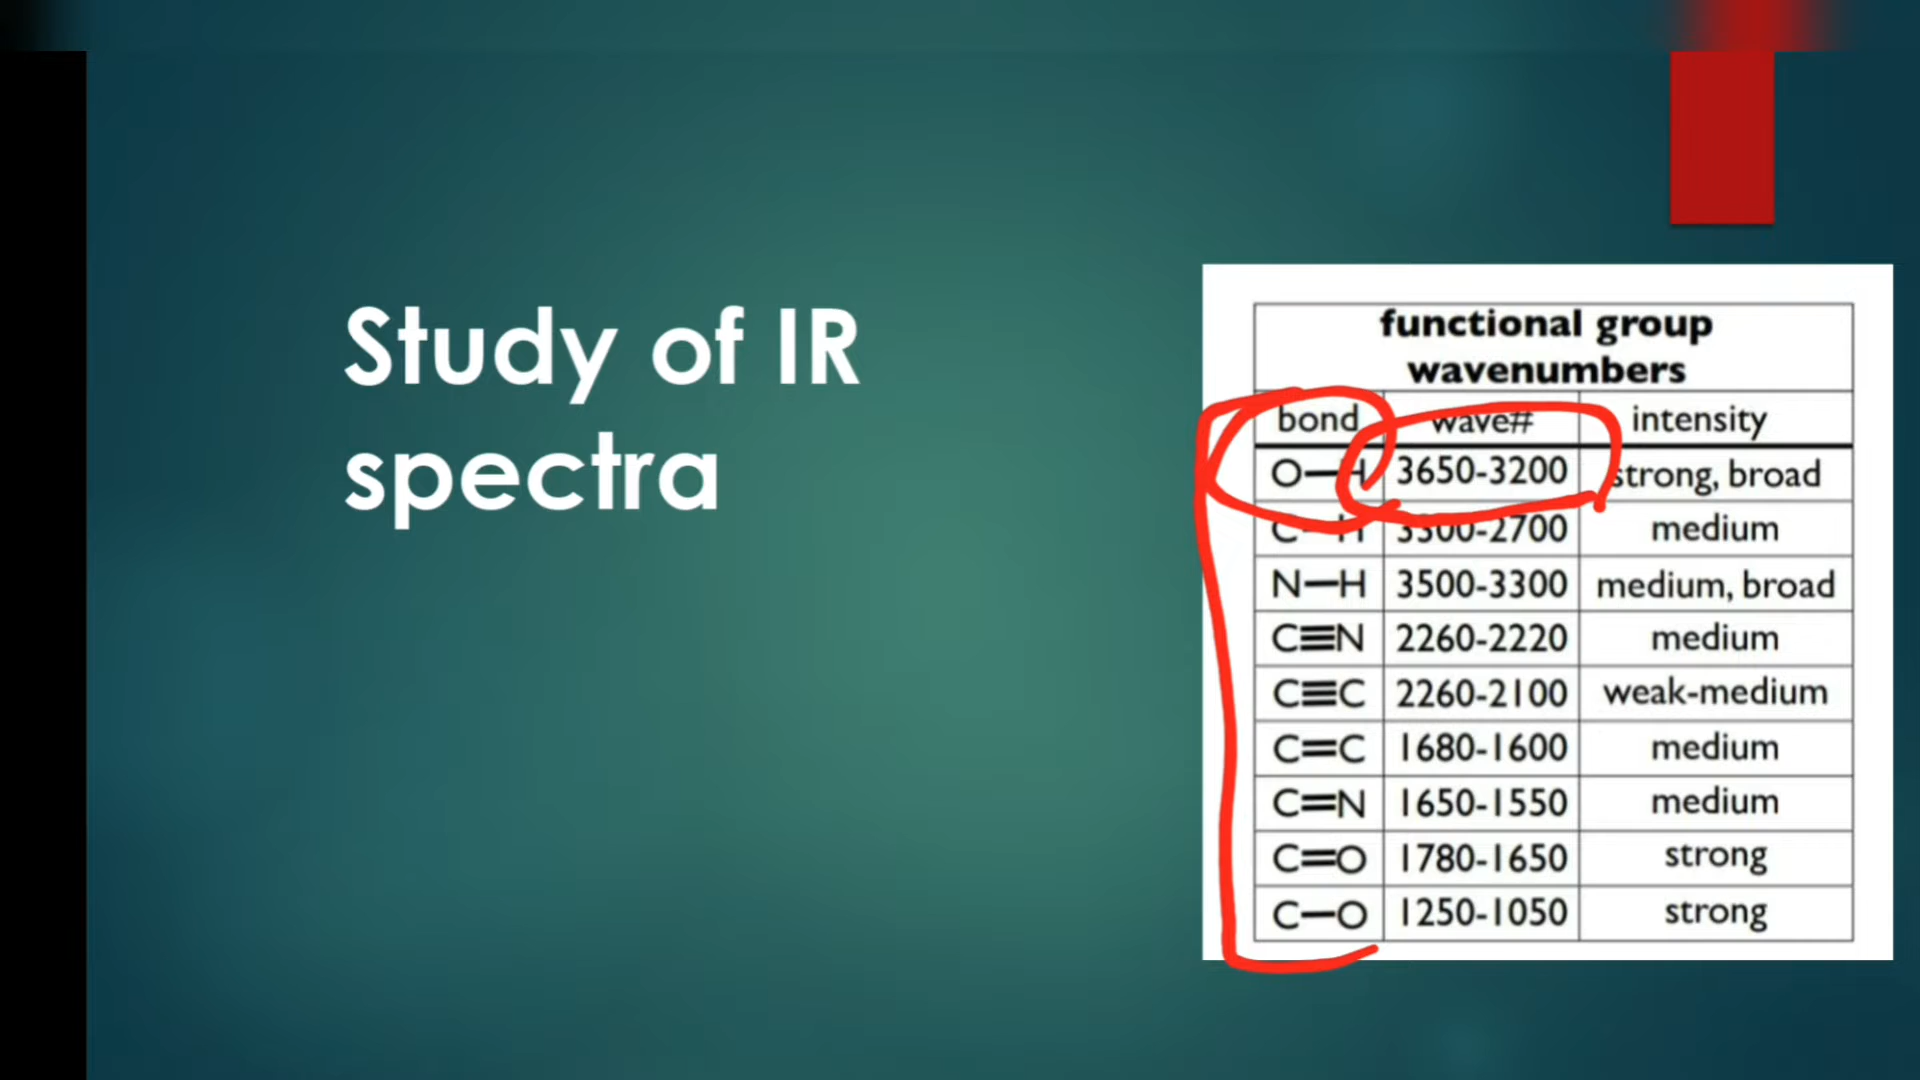 Study of IR
spectra
functional group
wavenumbers
bond wave# intensity
O—H 3650-3200 strong, broad
C—H 3300-2700 medium
N—H 3500-3300 medium, broad
C≡N 2260-2220 medium
C≡C 2260-2100 weak-medium
C=C 1680-1600 medium
C=N 1650-1550 medium
C=O 1780-1650 strong
C—O 1250-1050 strong